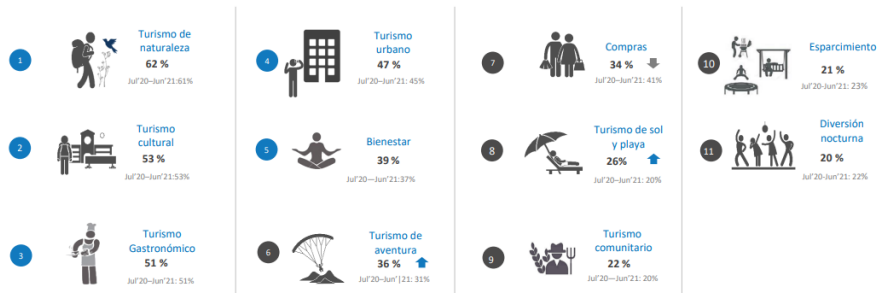 1
Turismo de
naturaleza
62 %
Jul'20–Jun'21:61%
2
Turismo
cultural
53 %
Jul'20–Jun'21:53%
3
Turismo
Gastronómico
51 %
Jul'20–Jun'21: 51%
4
Turismo
urbano
47 %
Jul'20–Jun'21: 45%
5
Bienestar
39 %
Jul'20-—Jun'21:37%
6
Turismo de
aventura
36 %
Jul'20–Jun'|21: 31%
7
Compras
34 %
Jul'20–Jun'21: 41%
8
Turismo de sol
y playa
26%
Jul'20–Jun'21: 20%
9
Turismo
comunitario
22 %
Jul'20-—Jun'21: 20%
10
Esparcimiento
21 %
Jul'20–Jun'21: 23%
11
Diversión
nocturna
20 %
Jul'20-Jun'21: 22%